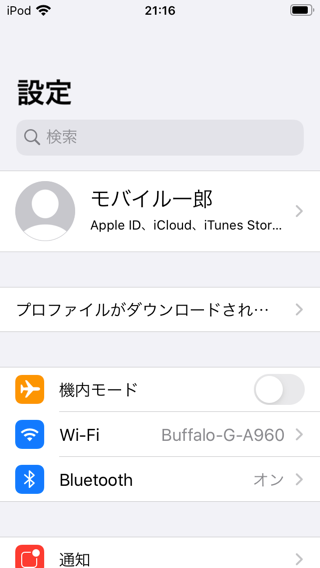 iPod 21:16
設定
検索
モバイル一郎
Apple ID、iCloud、iTunes Stor...
プロファイルがダウンロードされ…
機内モード
Wi-Fi Buffalo-G-A960
Bluetooth オン
通知